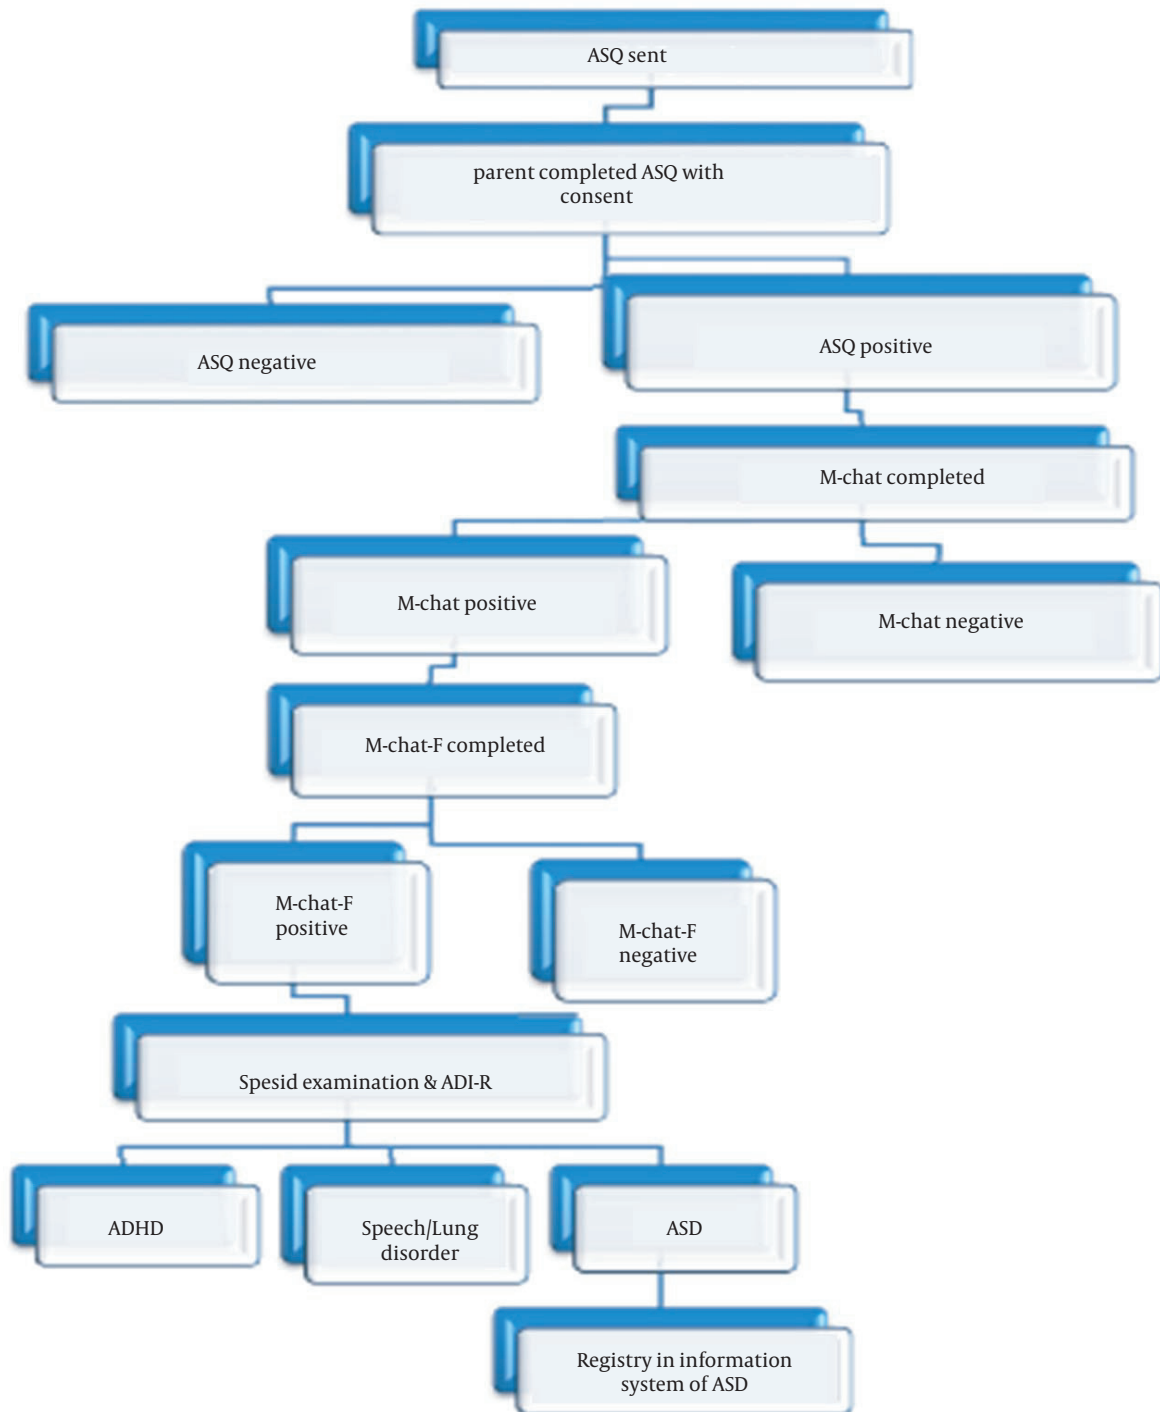 ASQ sent
parent completed ASQ with
consent
ASQ negative
ASQ positive
M-chat completed
M-chat positive
M-chat negative
M-chat-F completed
M-chat-F
positive
M-chat-F
negative
Spesid examination & ADI-R
ADHD
Speech/Lung
disorder
ASD
Registry in information
system of ASD